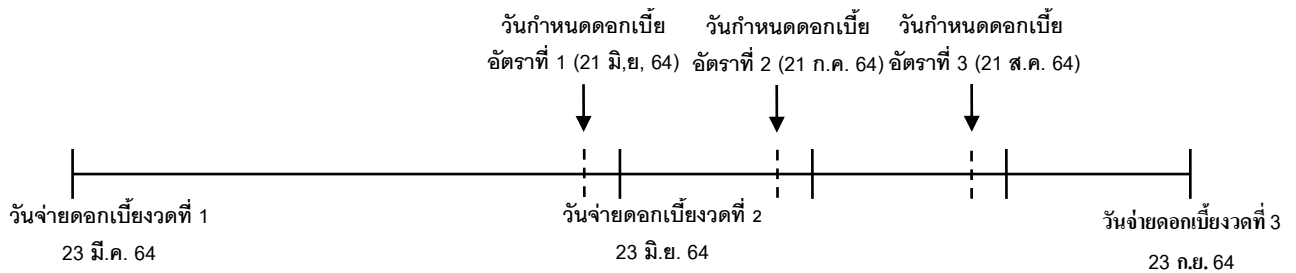 วันกำหนดดอกเบี้ย
อัตราที่ 1 (21 มิ,ย, 64)
วันกำหนดดอกเบี้ย
อัตราที่ 2 (21 ก.ค. 64)
วันกำหนดดอกเบี้ย
อัตราที่ 3 (21 ส.ค. 64)
วันจ่ายดอกเบี้ยงวดที่ 1
23 มี.ค. 64
วันจ่ายดอกเบี้ยงวดที่ 2
23 มิ.ย. 64
วันจ่ายดอกเบี้ยงวดที่ 3
23 ก.ย. 64